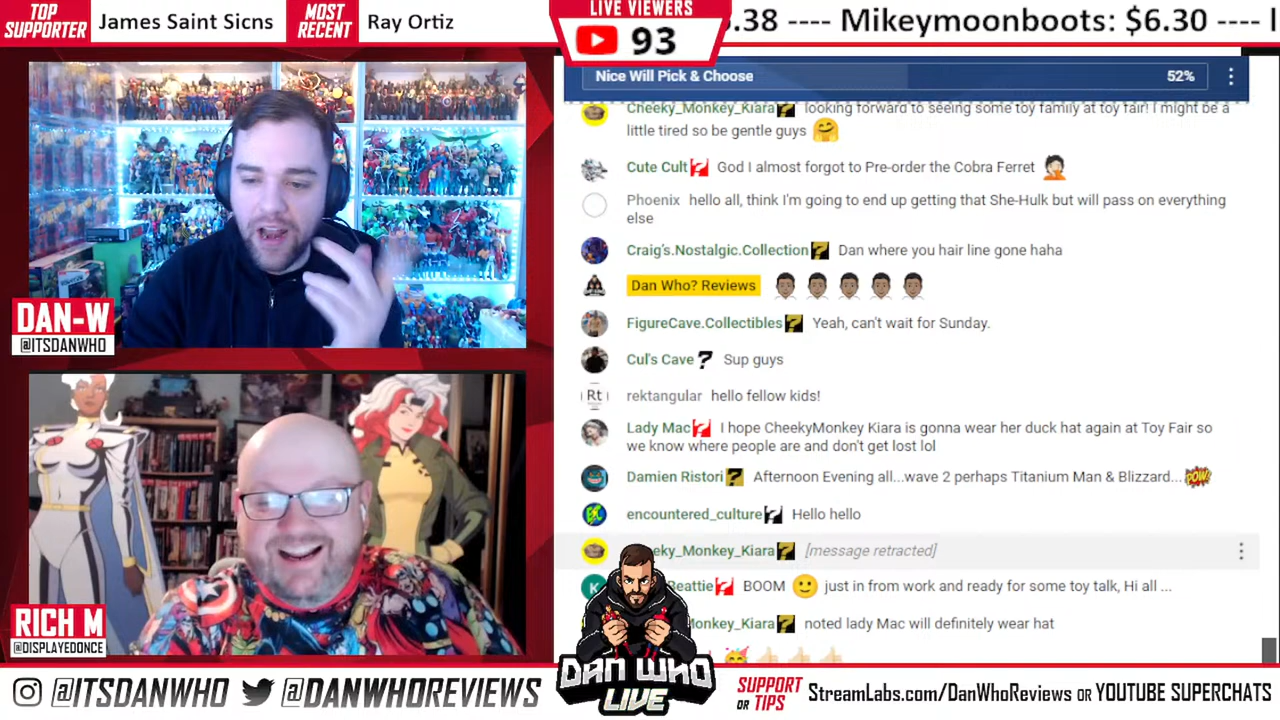 TOP
SUPPORTER
James Saint Sicns
MOST
RECENT
Ray Ortiz
LIVE VIEWERS
93
.38 ---- Mikeymoonboots: $6.30 ----
Nice Will Pick & Choose
52%
Cheeky_Monkey_Kiara looking forward to seeing some toy family at toy fair! I might be a
little tired so be gentle guys
Cute Cult God I almost forgot to Pre-order the Cobra Ferret
Phoenix hello all, think I'm going to end up getting that She-Hulk but will pass on everything
else
Craig's.Nostalgic.Collection Dan where you hair line gone haha
Dan Who? Reviews
FigureCave.Collectibles Yeah, can't wait for Sunday.
Cul's Cave Sup guys
Rt rektangular hello fellow kids!
Lady Mac I hope CheekyMonkey Kiara is gonna wear her duck hat again at Toy Fair so
we know where people are and don't get lost lol
Damien Ristori Afternoon Evening all...wave 2 perhaps Titanium Man & Blizzard... POW!
encountered_culture Hello hello
eeky_Monkey_Kiara [message retracted]
K Beattie BOOM just in from work and ready for some toy talk, Hi all ...
Monkey_Kiara noted lady Mac will definitely wear hat
DAN-W
@ITSDANWHO
RICH M
@DISPLAYEDONCE
DAN WHO
LIVE
@ITSDANWHO
@DANWHOREVIEWS
SUPPORT
OR TIPS
StreamLabs.com/DanWhoReviews OR YOUTUBE SUPERCHATS